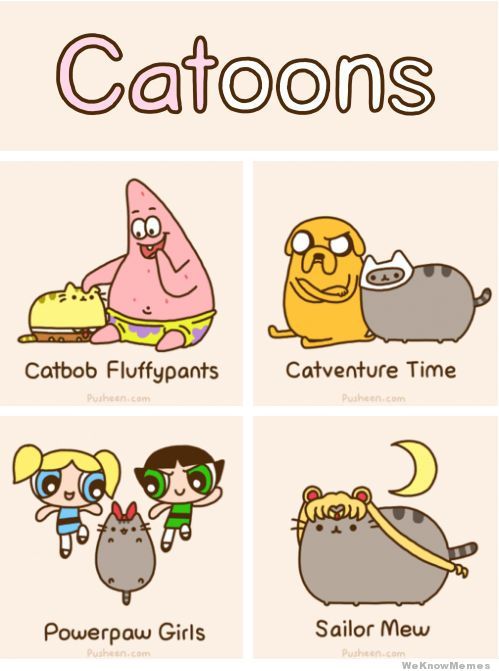 Catoons
Catbob Fluffypants
Pusheen.com
Catventure Time
Pusheen.com
Powerpaw Girls
Pusheen.com
Sailor Mew
Pusheen.com
WeKnowMemes